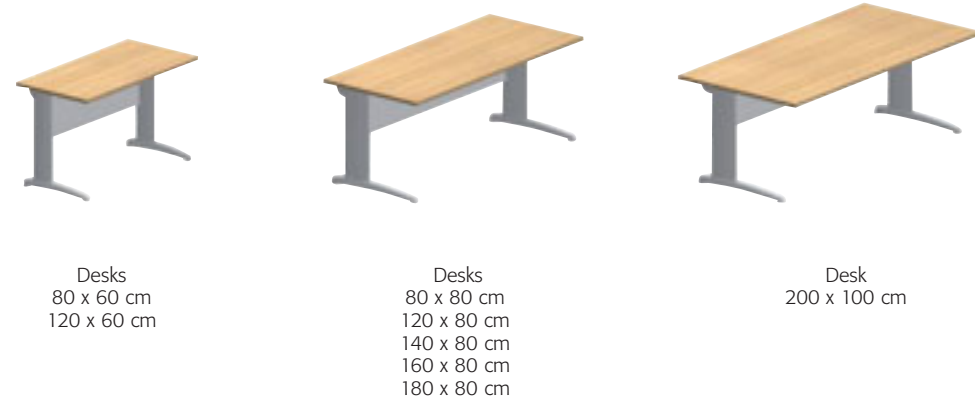 Desks
80 x 60 cm
120 x 60 cm
Desks
80 x 80 cm
120 x 80 cm
140 x 80 cm
160 x 80 cm
180 x 80 cm
Desk
200 x 100 cm